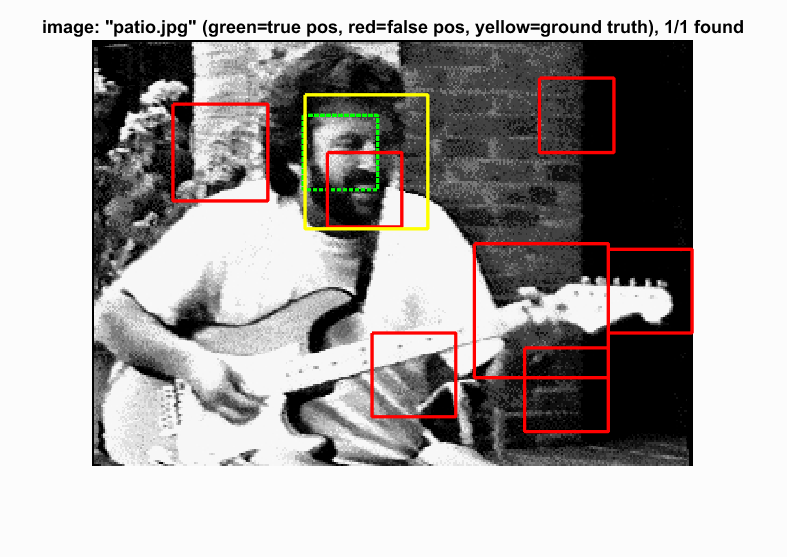 image: "patio.jpg" (green=true pos, red=false pos, yellow=ground truth), 1/1 found